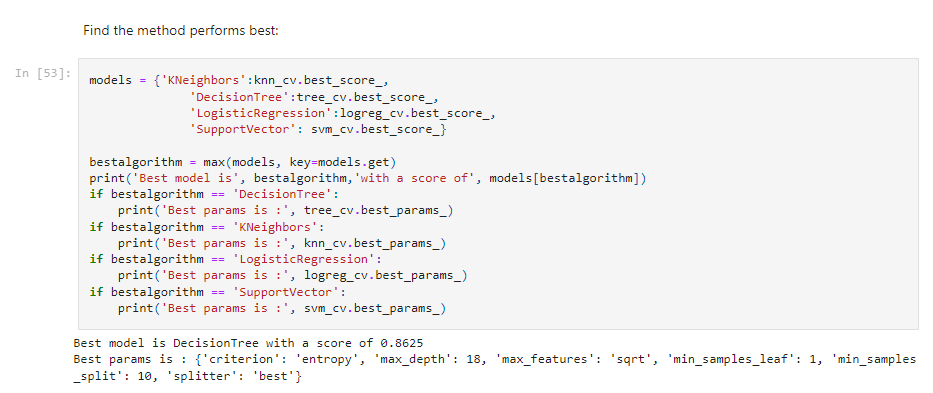 Find the method performs best:
In [53]:
models = {'KNeighbors':knn_cv.best_score_,
'DecisionTree':tree_cv.best_score_,
'LogisticRegression':logreg_cv.best_score_,
'SupportVector': svm_cv.best_score_}
bestalgorithm = max(models, key=models.get)
print('Best model is', bestalgorithm,'with a score of', models[bestalgorithm])
if bestalgorithm == 'DecisionTree':
print('Best params is :', tree_cv.best_params_)
if bestalgorithm == 'KNeighbors':
print('Best params is :', knn_cv.best_params_)
if bestalgorithm == 'LogisticRegression':
print('Best params is :', logreg_cv.best_params_)
if bestalgorithm == 'SupportVector':
print('Best params is :', svm_cv.best_params_)
Best model is DecisionTree with a score of 0.8625
Best params is : {'criterion': 'entropy', 'max_depth': 18, 'max_features': 'sqrt', 'min_samples_leaf': 1, 'min_samples
_split': 10, 'splitter': 'best'}